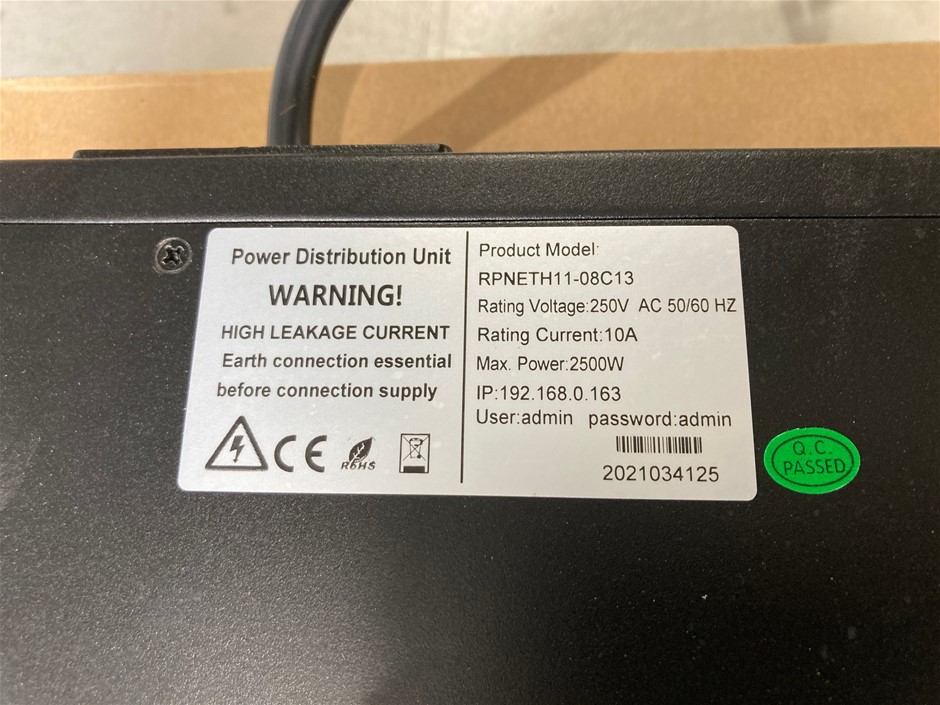 Power Distribution Unit
WARNING!
HIGH LEAKAGE CURRENT
Earth connection essential
before connection supply
CE
RoHS
Product Model:
RPNETH11-08C13
Rating Voltage:250V AC 50/60 HZ
Rating Current:10A
Max. Power:2500W
IP:192.168.0.163
User:admin password:admin
2021034125
Q.C.
PASSED